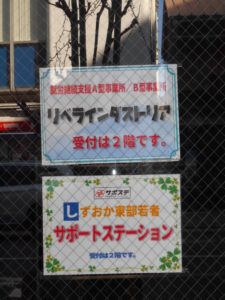 就労継続支援A型事業所/B型事業所
リベラインダストリア
受付は2階です。
サポステ
しずおか東部若者
サポートステーション
受付は2階です。